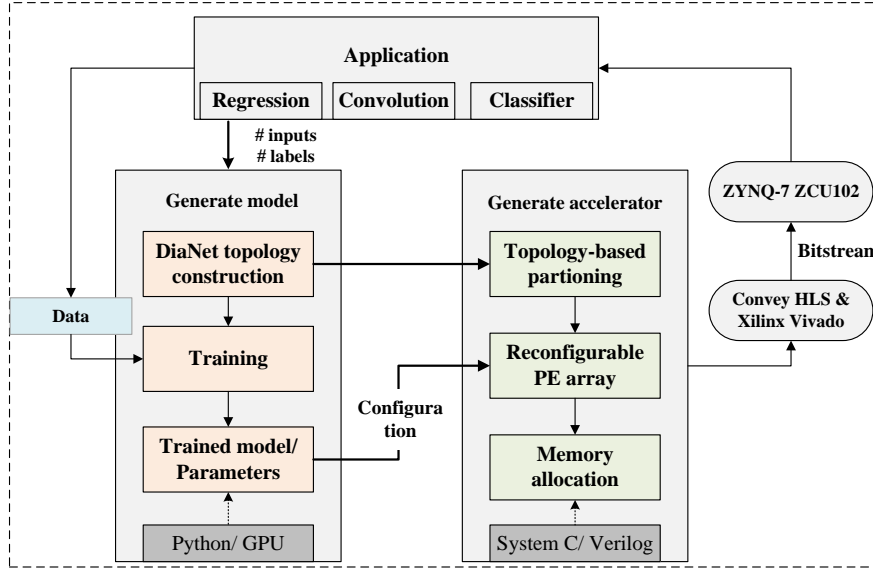 Application
Regression
Convolution
Classifier
# inputs
# labels
Generate model
DiaNet topology
construction
Data
Training
Trained model/
Parameters
Python/ GPU
Configura
tion
Generate accelerator
Topology-based
partioning
Reconfigurable
PE array
Memory
allocation
System C/ Verilog
ZYNQ-7 ZCU102
Bitstream
Convey HLS &
Xilinx Vivado